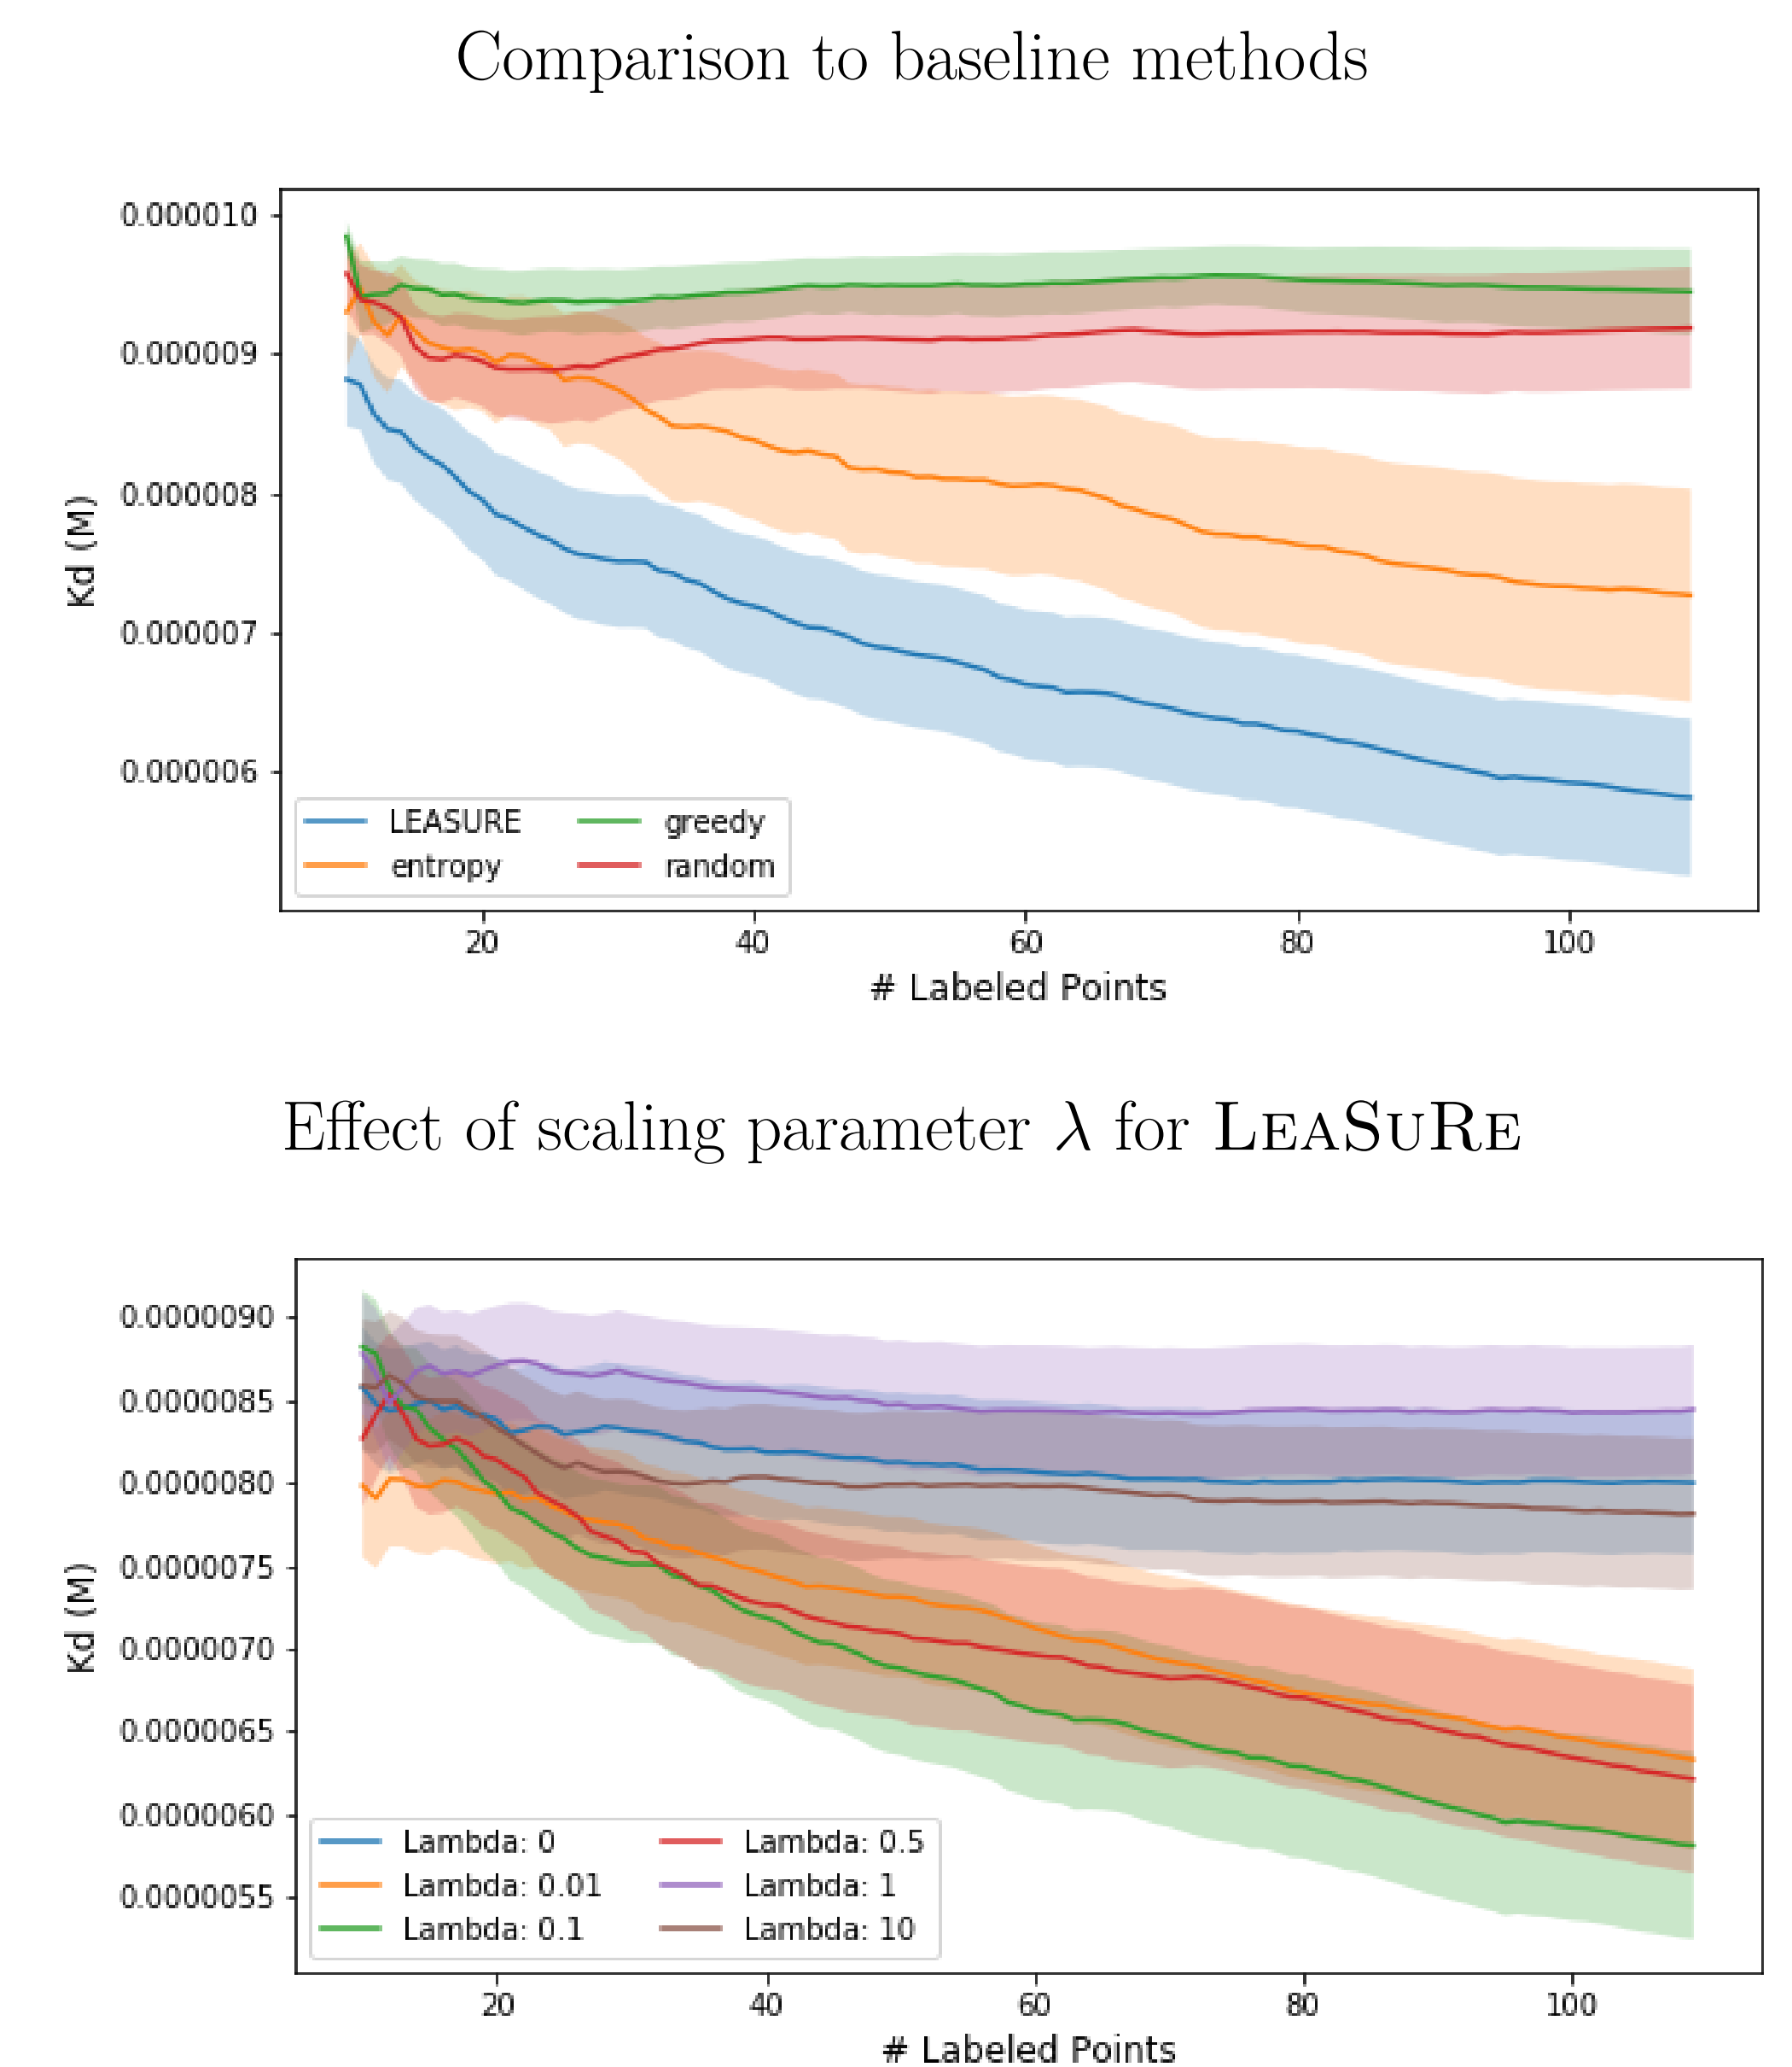 Comparison to baseline methods
0.000010
0.000009
0.000008
0.000007
0.000006
Kd (M)
LEASURE greedy
entropy random
20 40 60 80 100
# Labeled Points
Effect of scaling parameter λ for LEASURE
0.0000090
0.0000085
0.0000080
0.0000075
0.0000070
0.0000065
0.0000060
0.0000055
Kd (M)
Lambda: 0 Lambda: 0.5
Lambda: 0.01 Lambda: 1
Lambda: 0.1 Lambda: 10
20 40 60 80 100
# Labeled Points